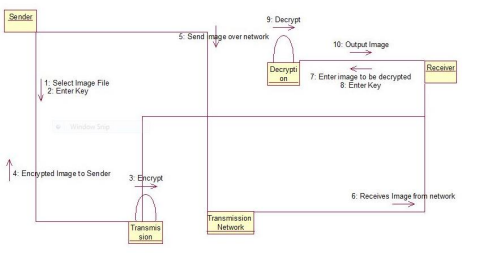 Sender
9: Decrypt
5: Send image over network
10: Output Image
Decrypti
on
Receiver
7: Enter image to be decrypted
8: Enter Key
1: Select Image File
2: Enter Key
4: Encrypted Image to Sender
3: Encrypt
6: Receives Image from network
Transmis
sion
Transmission
Network